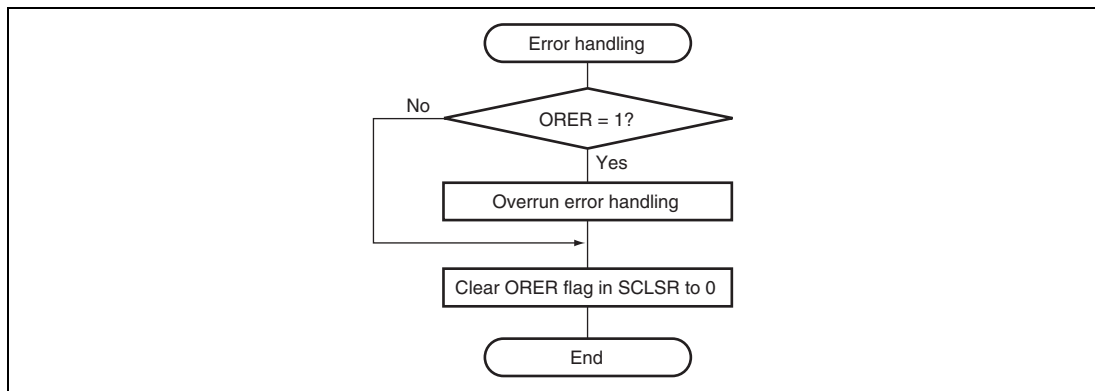 Error handling
ORER = 1?
No
Yes
Overrun error handling
Clear ORER flag in SCLSR to 0
End